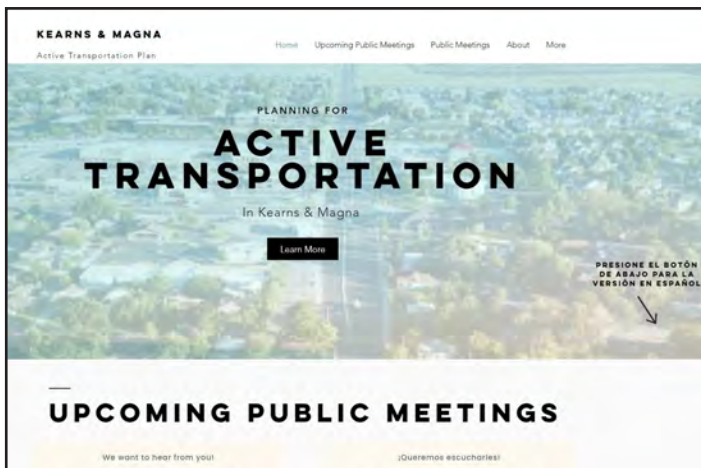 KEARNS & MAGNA
Active Transportation Plan
Home Upcoming Public Meetings Public Meetings About More
PLANNING FOR
ACTIVE
TRANSPORTATION
In Kearns & Magna
Learn More
PRESIONE EL BOTÓN
DE ABAJO PARA LA
VERSIÓN EN ESPAÑOL
UPCOMING PUBLIC MEETINGS
We want to hear from you!
¡Queremos escucharles!